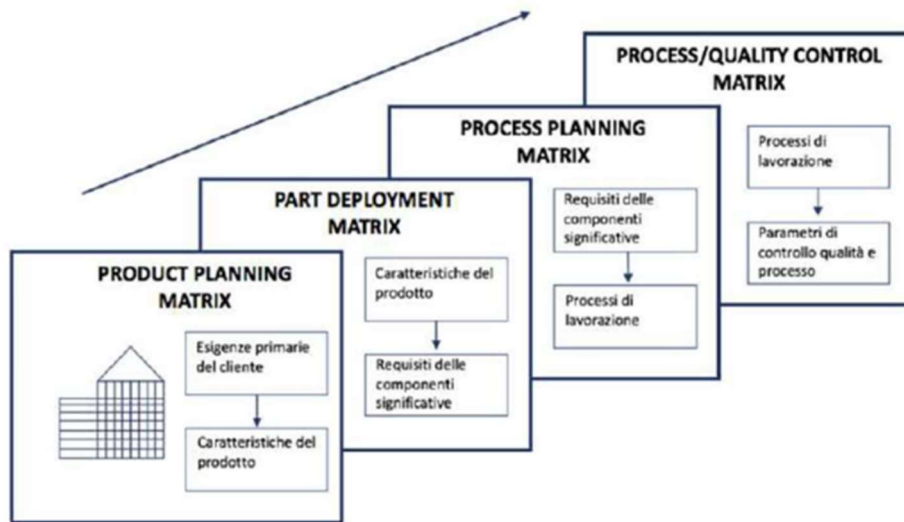 PROCESS/QUALITY CONTROL
MATRIX
Processi di
lavorazione
Parametri di
controllo qualità e
processo
PROCESS PLANNING
MATRIX
Requisiti delle
componenti
significative
Processi di
lavorazione
PART DEPLOYMENT
MATRIX
Caratteristiche del
prodotto
Requisiti delle
componenti
significative
PRODUCT PLANNING
MATRIX
Esigenze primarie
del cliente
Caratteristiche del
prodotto